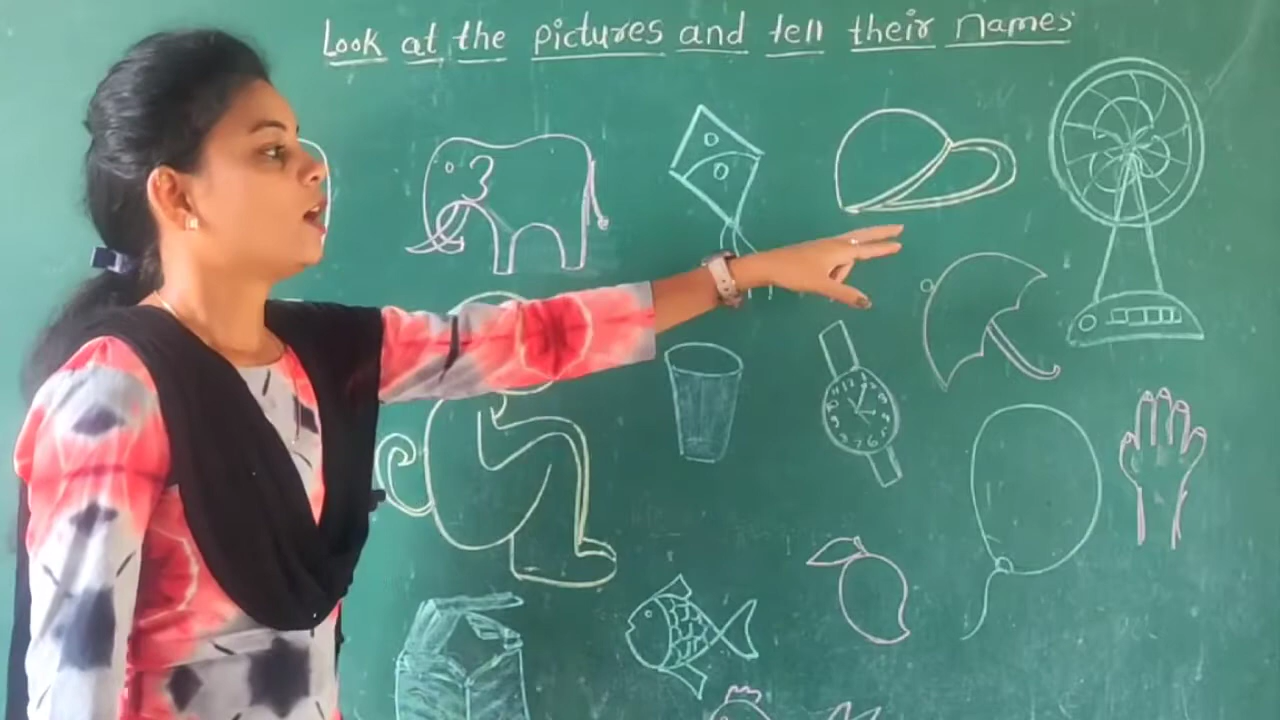 Look at the pictures and tell their names